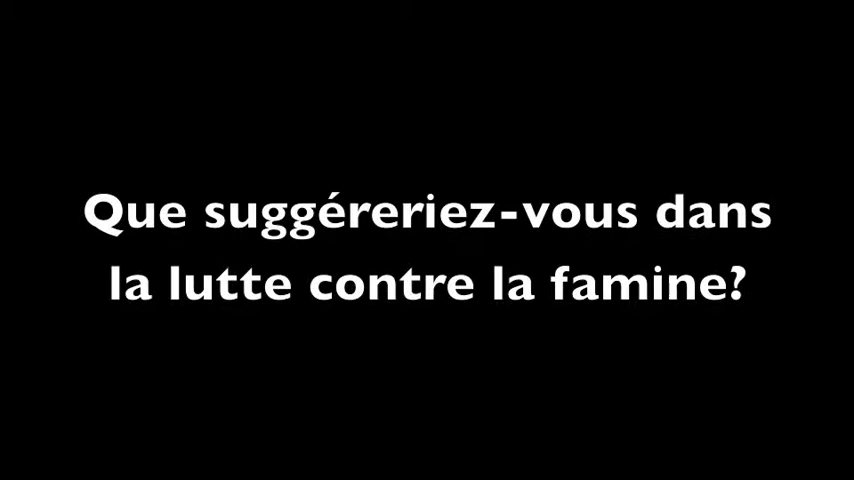 Que suggéreriez-vous dans
la lutte contre la famine?